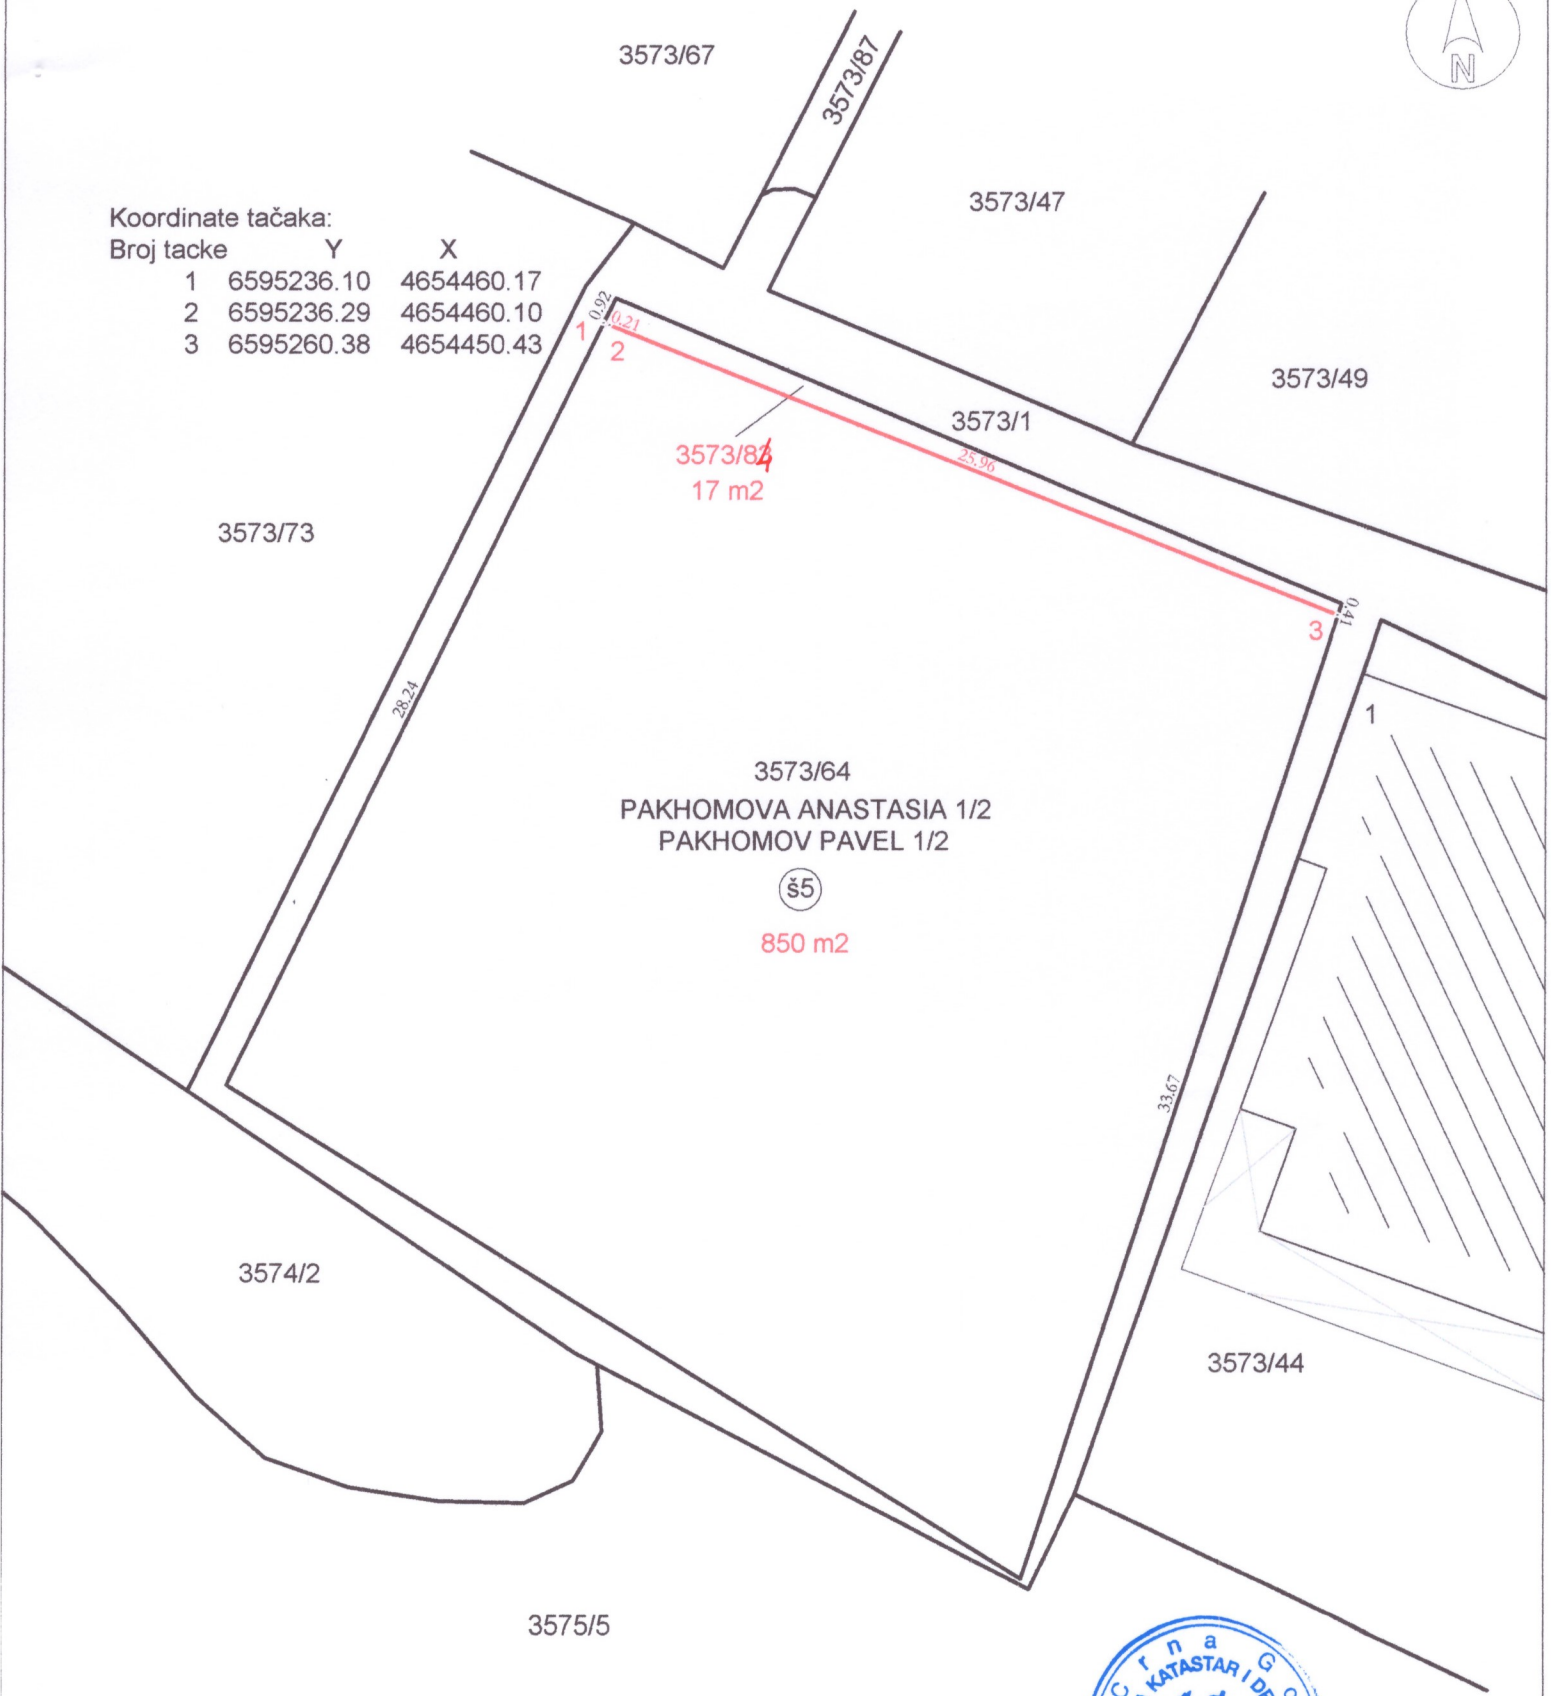 N
3573/67
3573/87
3573/47
Koordinate tačaka:
Broj tacke Y X
1 6595236.10 4654460.17
2 6595236.29 4654460.10
3 6595260.38 4654450.43
0.92
0.21
1
2
3573/49
3573/1
25.96
3573/84
17 m2
3573/73
0.41
3
28.24
1
3573/64
PAKHOMOVA ANASTASIA 1/2
PAKHOMOV PAVEL 1/2
š5
850 m2
33.67
3574/2
3573/44
3575/5
Crna Go
KATASTAR I DR